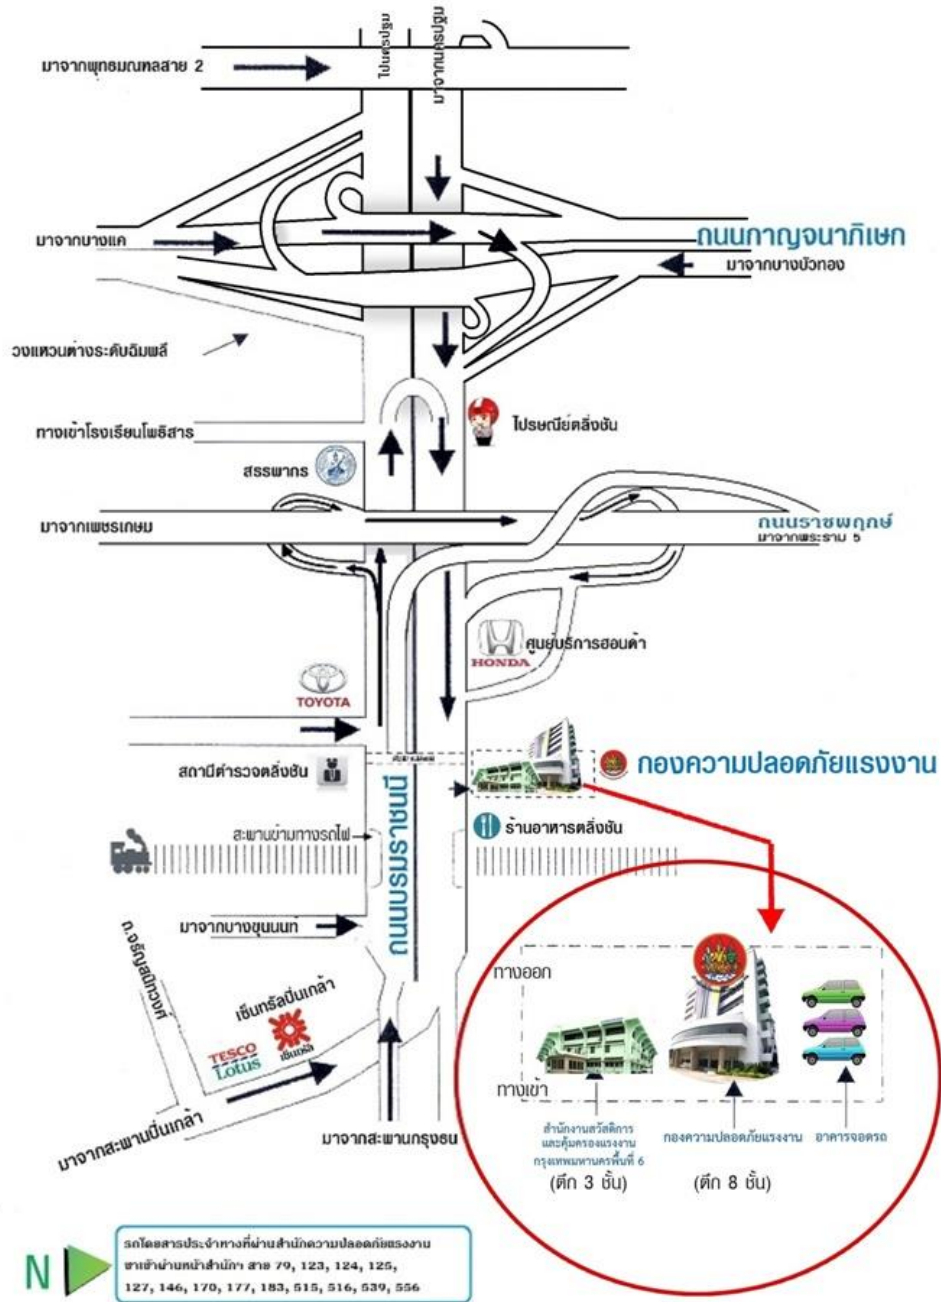 ไปนครปฐม
มาจากนครปฐม
มาจากพุทธมณฑลสาย 2
มาจากบางแค
ถนนกาญจนาภิเษก
มาจากบางบัวทอง
วงแหวนต่างระดับฉิมพลี
ทางเข้าโรงเรียนโพธิสาร
ไปรษณีย์ตลิ่งชัน
สรรพากร
มาจากเพชรเกษม
ถนนราชพฤกษ์
มาจากพระราม 5
HONDA
ศูนย์บริการฮอนด้า
TOYOTA
สถานีตำรวจตลิ่งชัน
กองความปลอดภัยแรงงาน
สะพานข้ามทางรถไฟ
ถนนบรมราชชนนี
ร้านอาหารตลิ่งชัน
มาจากบางขุนนนท์
ถ.จรัญสนิทวงศ์
เซ็นทรัลปิ่นเกล้า
TESCO
Lotus
เซ็นทรัล
มาจากสะพานปิ่นเกล้า
มาจากสะพานกรุงธน
ทางออก
ทางเข้า
สำนักงานสวัสดิการ
และคุ้มครองแรงงาน
กรุงเทพมหานครพื้นที่ 6
(ตึก 3 ชั้น)
กองความปลอดภัยแรงงาน
(ตึก 8 ชั้น)
อาคารจอดรถ
N
รถโดยสารประจำทางที่ผ่านสำนักความปลอดภัยแรงงาน
ขาเข้าผ่านหน้าสำนักฯ สาย 79, 123, 124, 125,
127, 146, 170, 177, 183, 515, 516, 539, 556